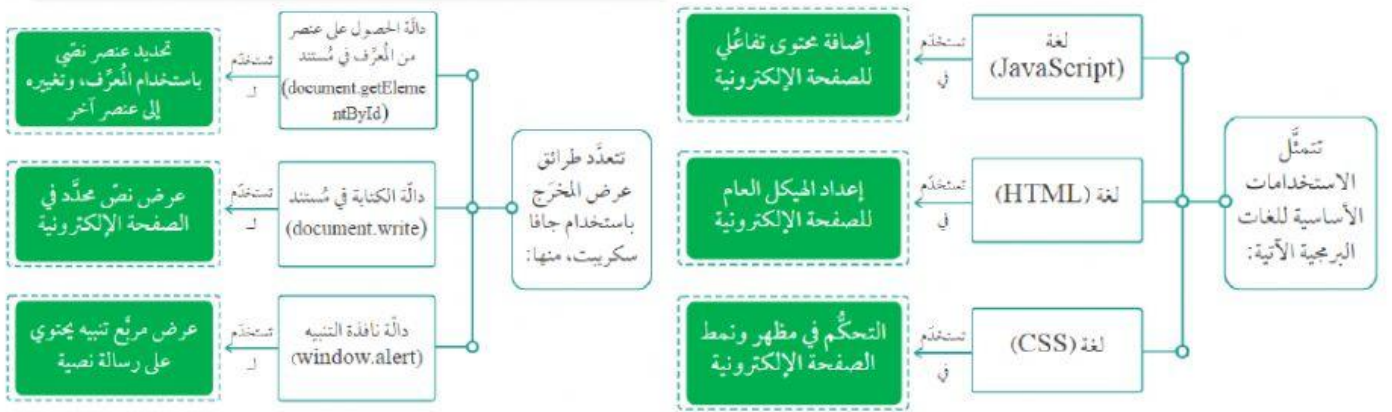 تتمثَّل
الاستخدامات
الأساسية للغات
البرمجية الآتية:
لغة
(JavaScript)
تستخدَم
في
إضافة محتوى تفاعُلي
للصفحة الإلكترونية
لغة (HTML)
تستخدَم
في
إعداد الهيكل العام
للصفحة الإلكترونية
لغة (CSS)
تستخدَم
في
التحكُّم في مظهر ونمط
الصفحة الإلكترونية
تتعدَّد طرائق
عرض المخرَج
باستخدام جافا
سكريبت، منها:
دالَّة الحصول على عنصر
من المُعرِّف في مُستند
(document.getEleme
ntById)
تستخدَم
لـ
تحديد عنصر نصّي
باستخدام المُعرِّف، وتغييره
إلى عنصر آخر
دالَّة الكتابة في مُستند
(document.write)
تستخدَم
لـ
عرض نصّ محدَّد في
الصفحة الإلكترونية
دالَّة نافذة التنبيه
(window.alert)
تستخدَم
لـ
عرض مربَّع تنبيه يحتوي
على رسالة نصية